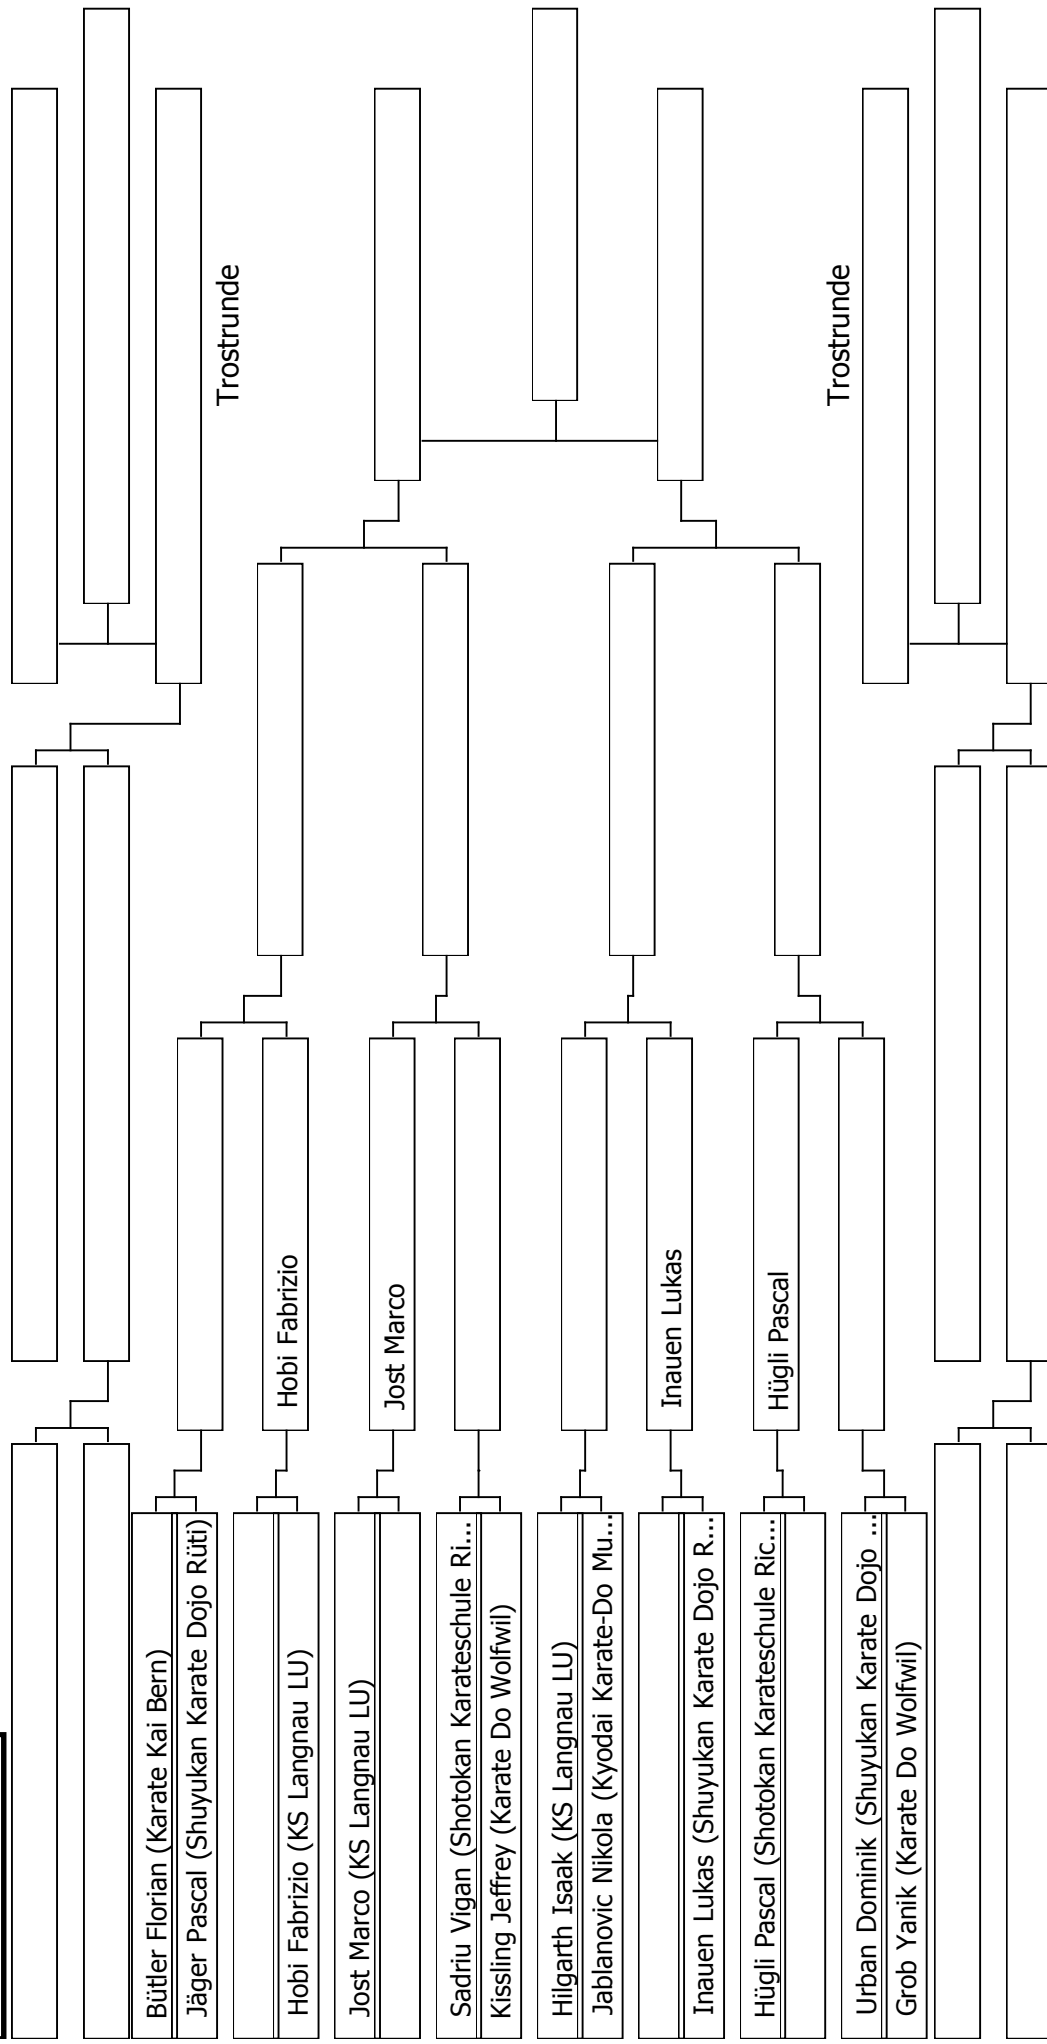 Bütler Florian (Karate Kai Bern)
Jäger Pascal (Shuyukan Karate Dojo Rüti)
Hobi Fabrizio (KS Langnau LU)
Jost Marco (KS Langnau LU)
Sadriu Vigan (Shotokan Karateschule Ri...
Kissling Jeffrey (Karate Do Wolfwil)
Hilgarth Isaak (KS Langnau LU)
Jablanovic Nikola (Kyodai Karate-Do Mu...
Inauen Lukas (Shuyukan Karate Dojo R...
Hügli Pascal (Shotokan Karateschule Ric...
Urban Dominik (Shuyukan Karate Dojo ...
Grob Yanik (Karate Do Wolfwil)
Hobi Fabrizio
Jost Marco
Inauen Lukas
Hügli Pascal
Trostrunde
Trostrunde